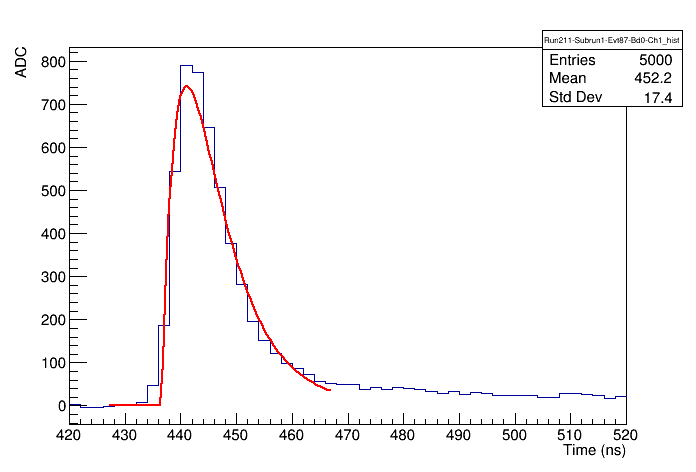 Run211-Subrun1-Evt87-Bd0-Ch1_hist
Entries 5000
Mean 452.2
Std Dev 17.4
ADC
800
700
600
500
400
300
200
100
0
420 430 440 450 460 470 480 490 500 510 520
Time (ns)